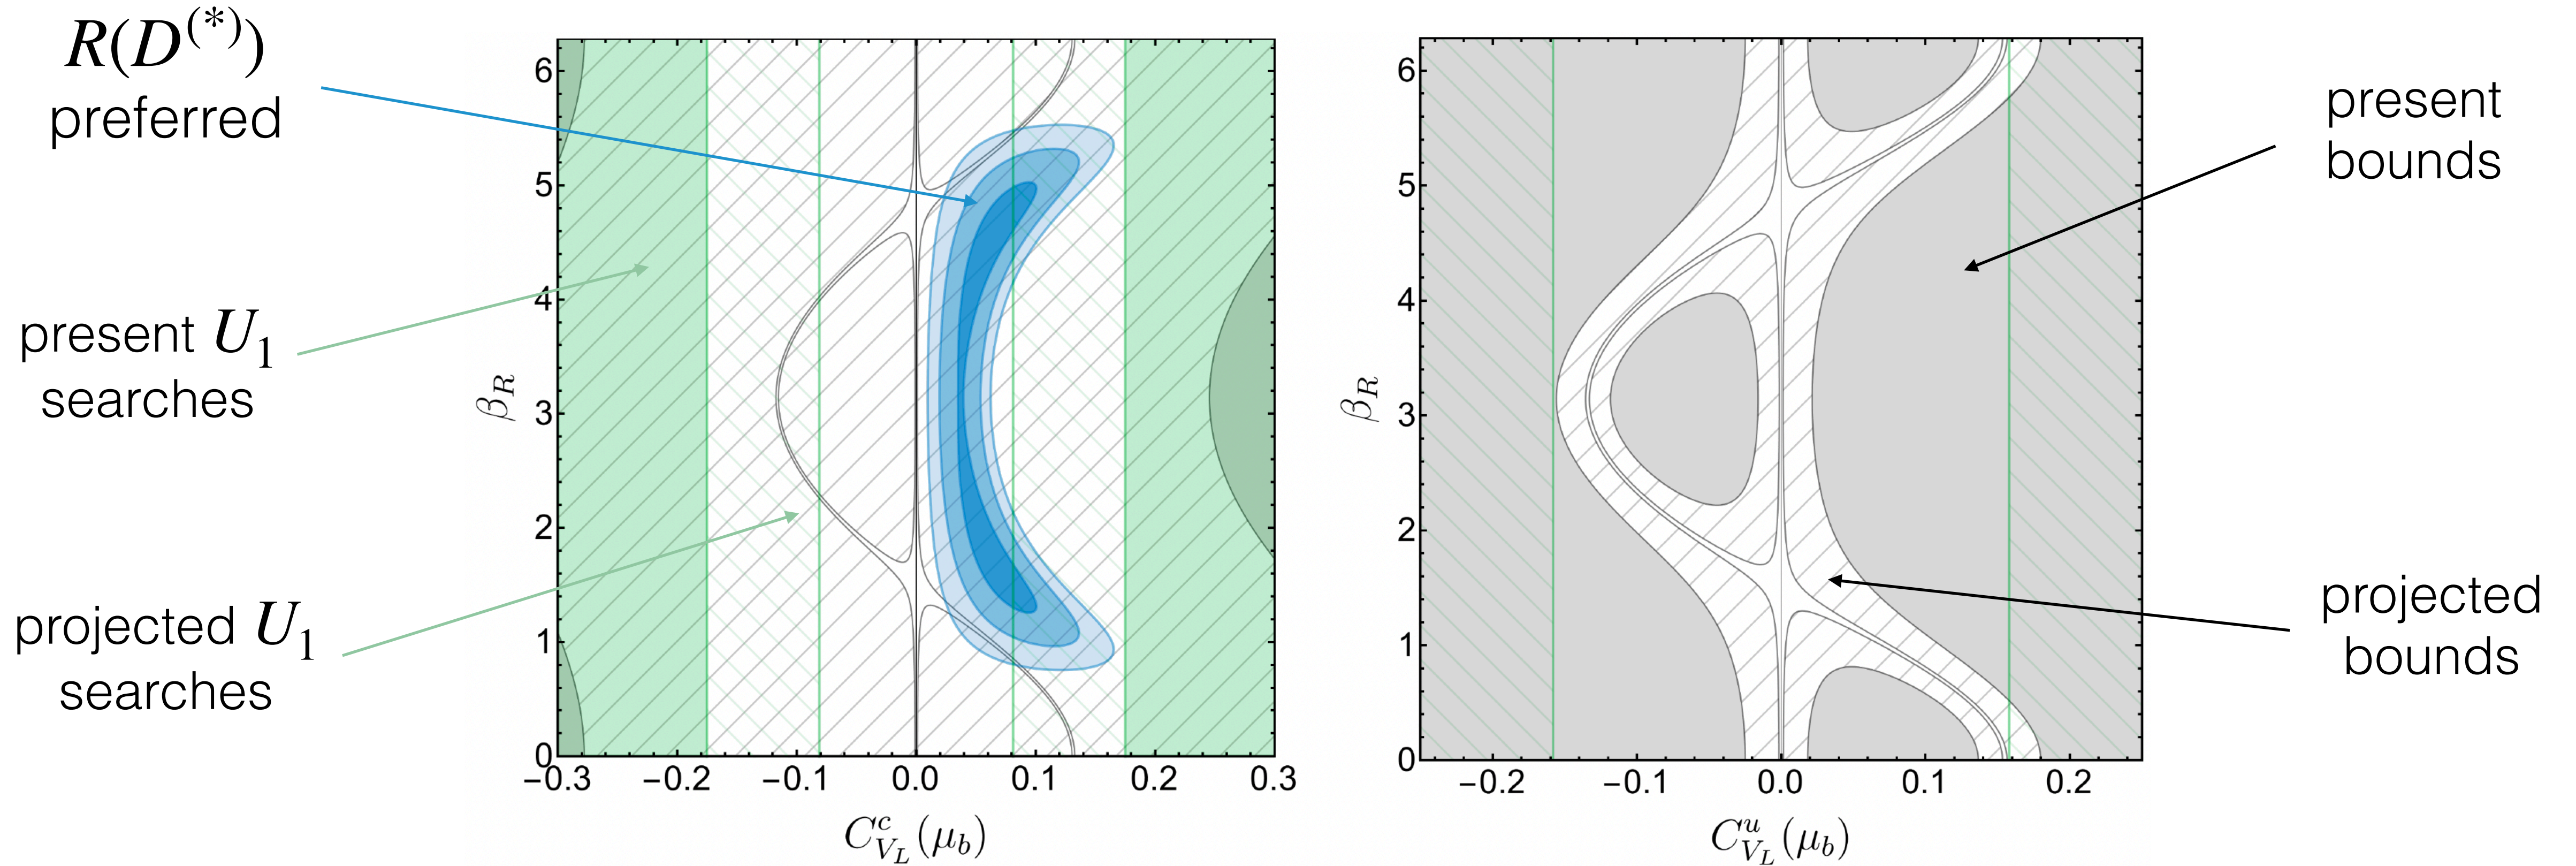 R(D^{(*)})
preferred
present U_1
searches
projected U_1
searches
β_R
6
5
4
3
2
1
0
−0.3
−0.2
−0.1
0.0
0.1
0.2
0.3
C^c_{V_L}(μ_b)
β_R
6
5
4
3
2
1
0
−0.2
−0.1
0.0
0.1
0.2
C^u_{V_L}(μ_b)
present
bounds
projected
bounds